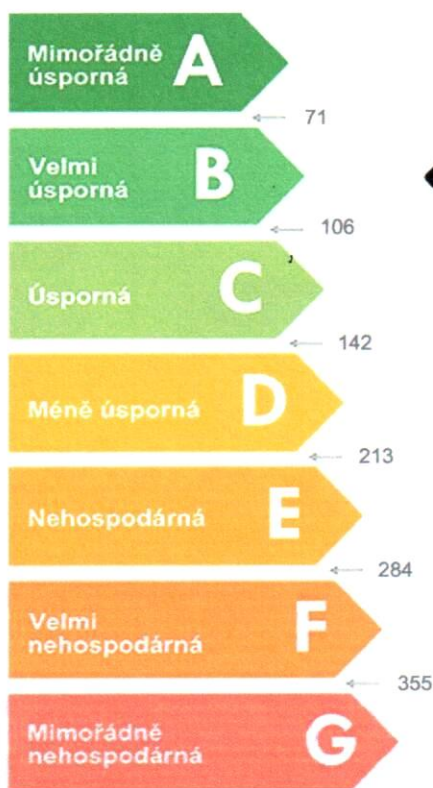 Mimořádně
úsporná
A
71
Velmi
úsporná
B
106
Úsporná
C
142
Méně úsporná
D
213
Nehospodárná
E
284
Velmi
nehospodárná
F
355
Mimořádně
nehospodárná
G